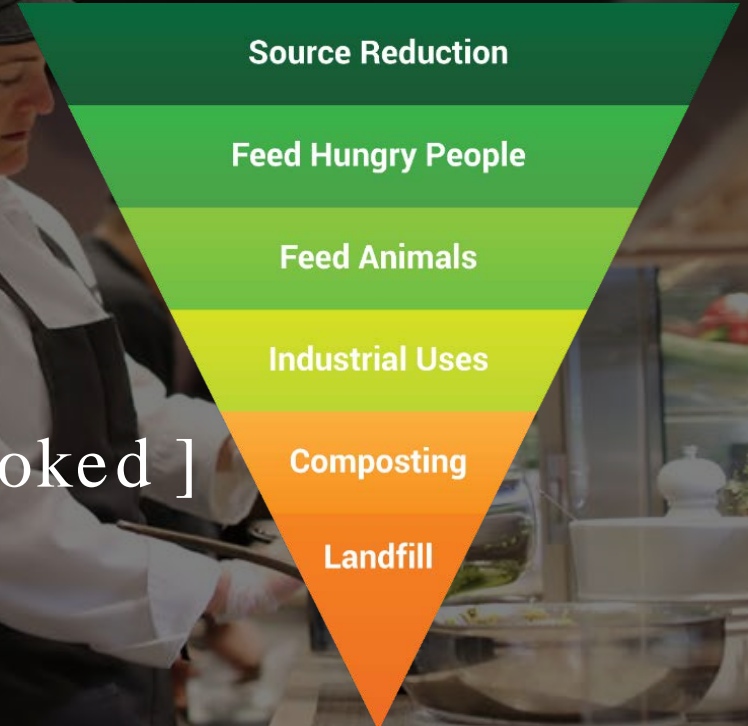 Source Reduction
Feed Hungry People
Feed Animals
Industrial Uses
oked ]
Composting
Landfill